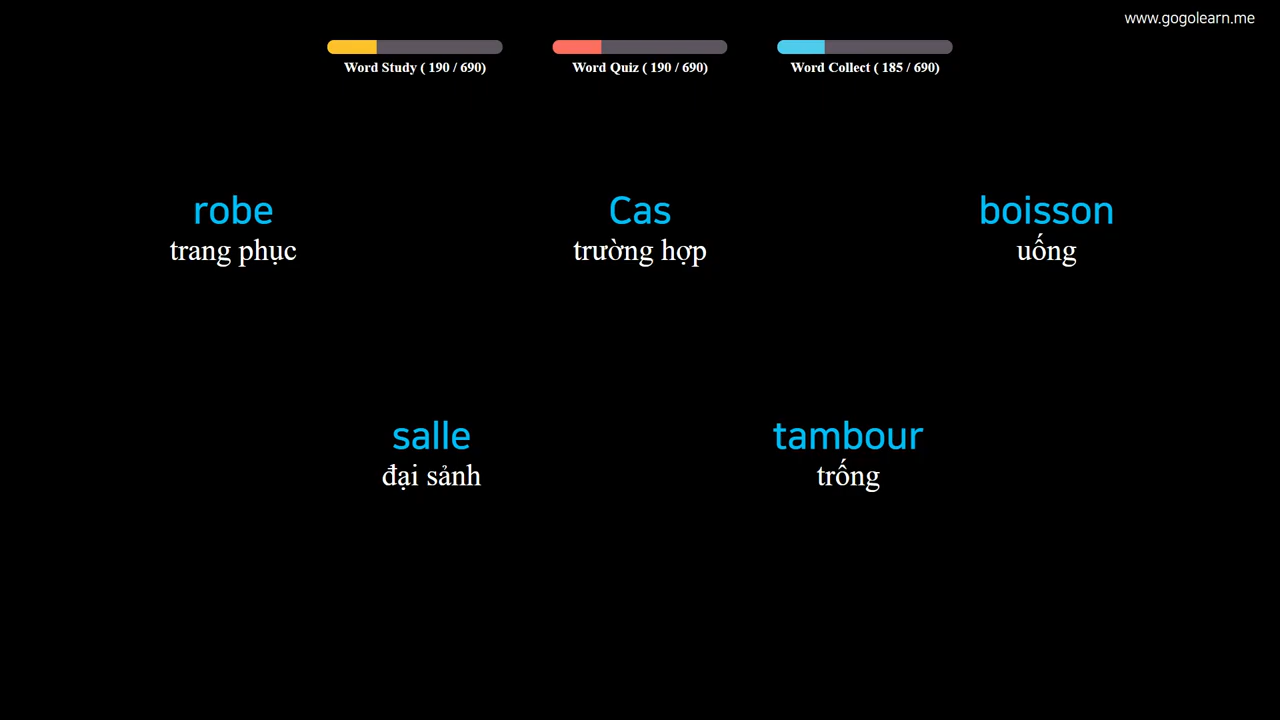 www.gogolearn.me
Word Study ( 190 / 690)
Word Quiz ( 190 / 690)
Word Collect ( 185 / 690)
robe
trang phục
Cas
trường hợp
boisson
uống
salle
đại sảnh
tambour
trống